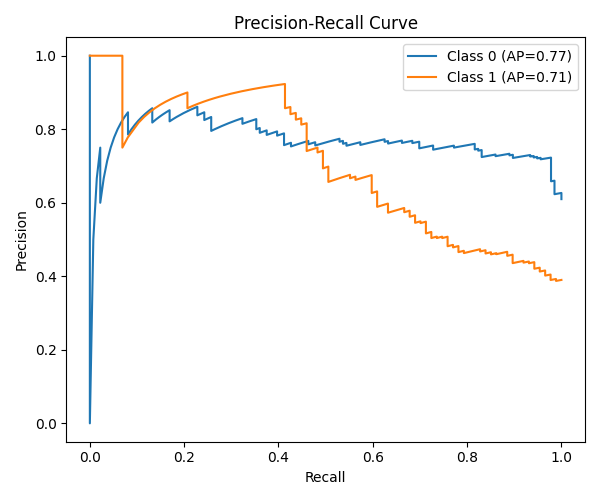 Precision-Recall Curve
Class 0 (AP=0.77)
Class 1 (AP=0.71)
1.0
0.8
0.6
0.4
0.2
0.0
Precision
0.0 0.2 0.4 0.6 0.8 1.0
Recall